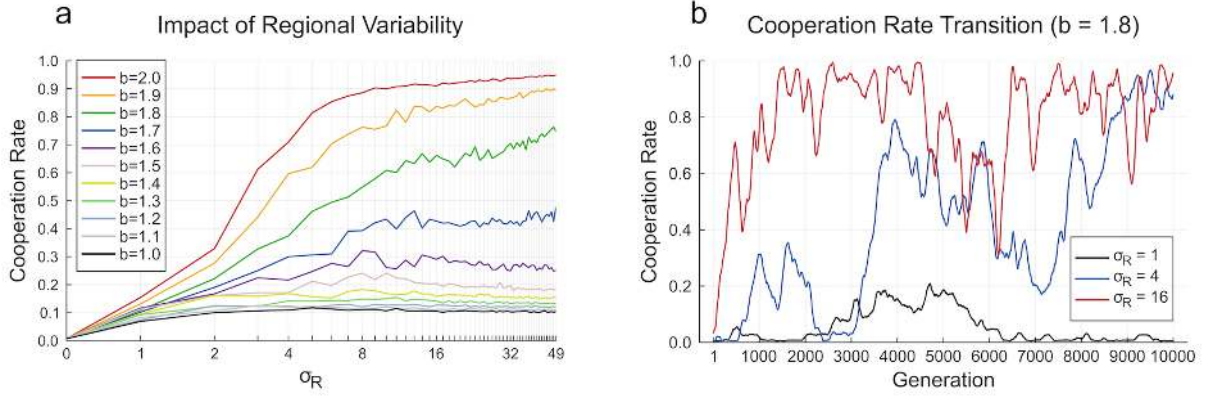 a
Impact of Regional Variability
1.0
0.9
0.8
0.7
0.6
0.5
0.4
0.3
0.2
0.1
0.0
Cooperation Rate
b=2.0
b=1.9
b=1.8
b=1.7
b=1.6
b=1.5
b=1.4
b=1.3
b=1.2
b=1.1
b=1.0
0 1 2 4 8 16 32 49
σR
b
Cooperation Rate Transition (b = 1.8)
1.0
0.8
0.6
0.4
0.2
0.0
Cooperation Rate
σR = 1
σR = 4
σR = 16
1 1000 2000 3000 4000 5000 6000 7000 8000 9000 10000
Generation